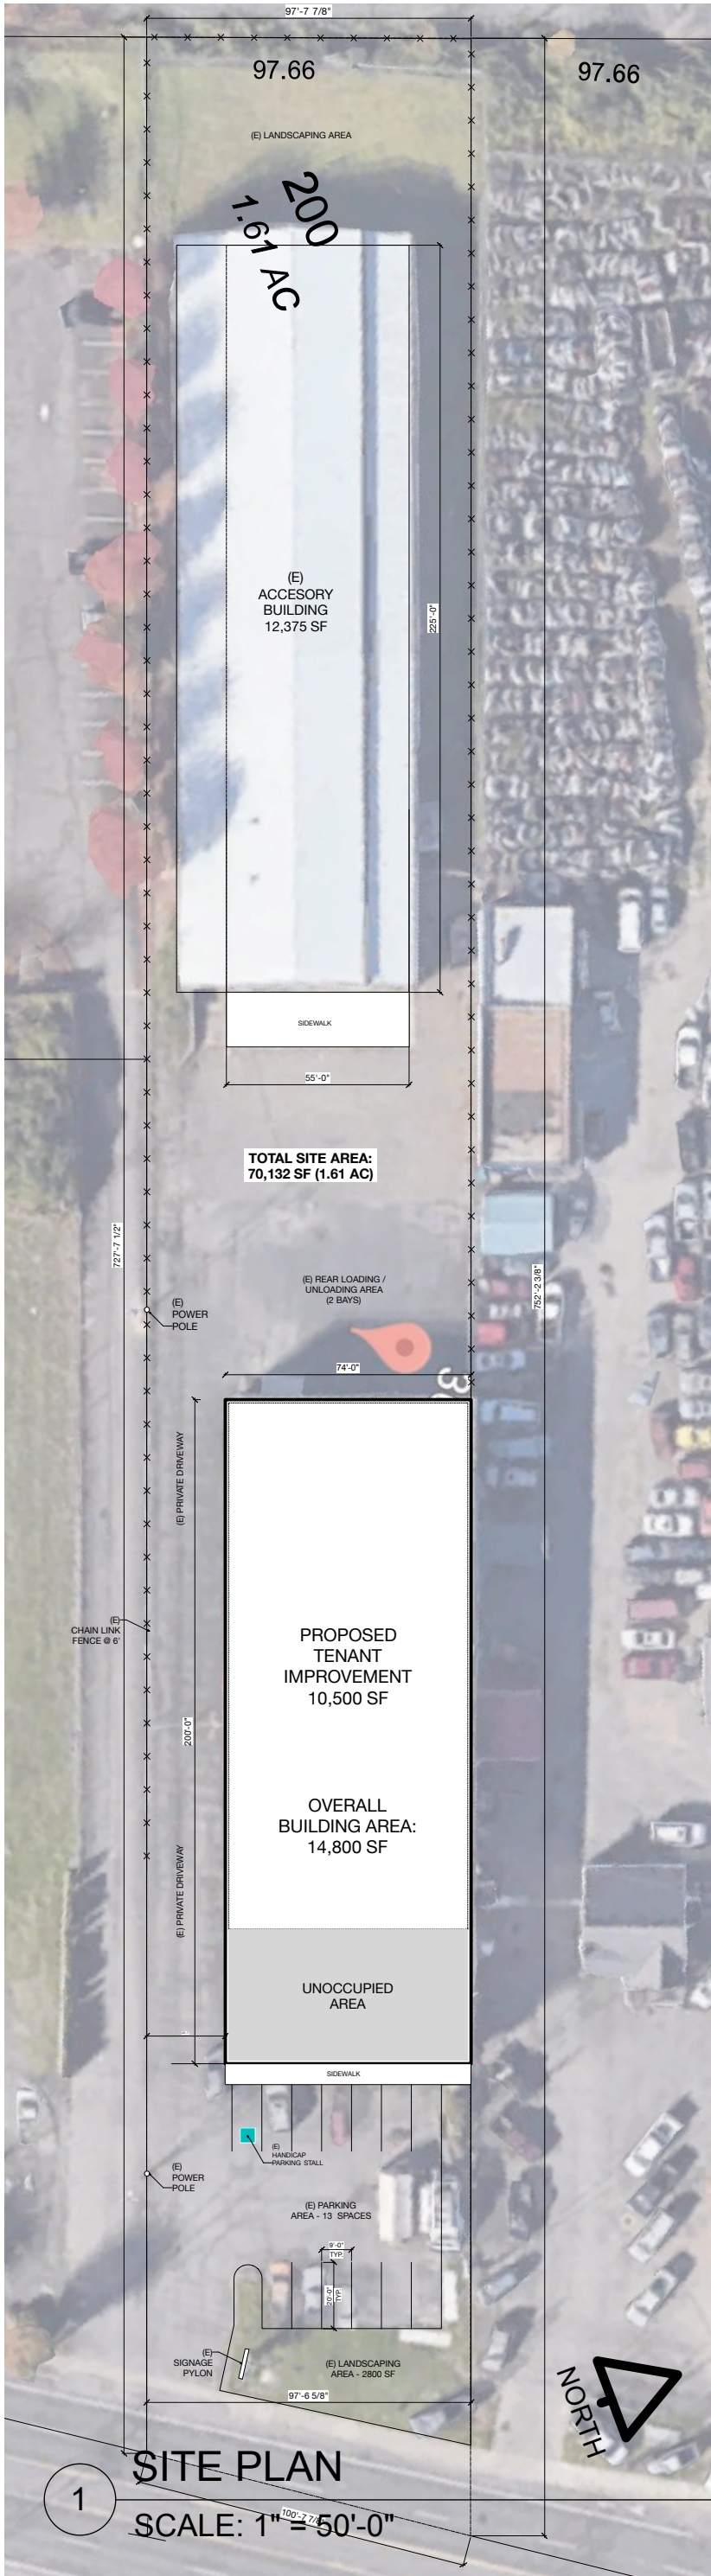 97'-7 7/8"
97.66
97.66
(E) LANDSCAPING AREA
200
1.61 AC
(E)
ACCESORY
BUILDING
12,375 SF
225'-0"
SIDEWALK
55'-0"
TOTAL SITE AREA:
70,132 SF (1.61 AC)
727'-7 1/2"
752'-2 3/8"
(E) REAR LOADING /
UNLOADING AREA
(2 BAYS)
(E)
POWER
POLE
74'-0"
(E) PRIVATE DRIVEWAY
(E)
CHAIN LINK
FENCE @ 6'
PROPOSED
TENANT
IMPROVEMENT
10,500 SF
200'-0"
OVERALL
BUILDING AREA:
14,800 SF
(E) PRIVATE DRIVEWAY
UNOCCUPIED
AREA
SIDEWALK
(E)
HANDICAP
PARKING STALL
(E)
POWER
POLE
(E) PARKING
AREA - 13 SPACES
9'-0"
TYP.
20'-0"
TYP.
(E)
SIGNAGE
PYLON
(E) LANDSCAPING
AREA - 2800 SF
97'-6 5/8"
NORTH
1
SITE PLAN
SCALE: 1" = 50'-0"
100'-7 7/8"